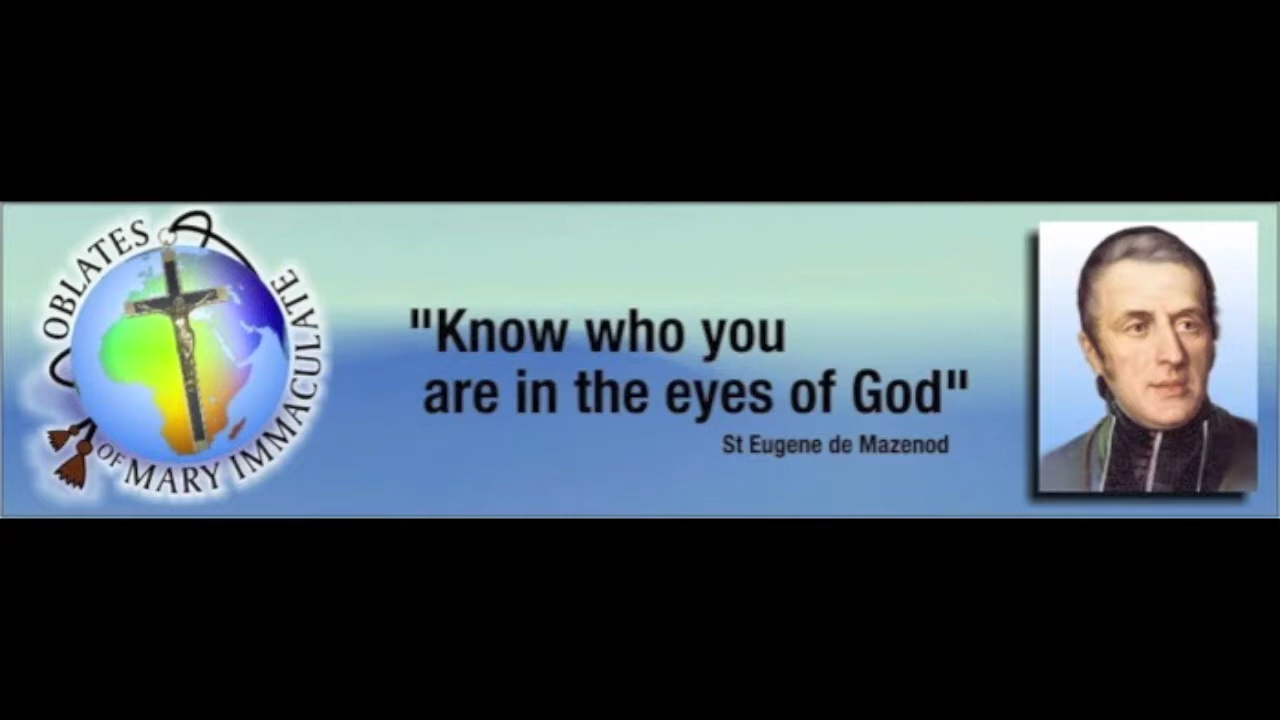 OBLATES
OF MARY IMMACULATE
"Know who you
are in the eyes of God"
St Eugene de Mazenod